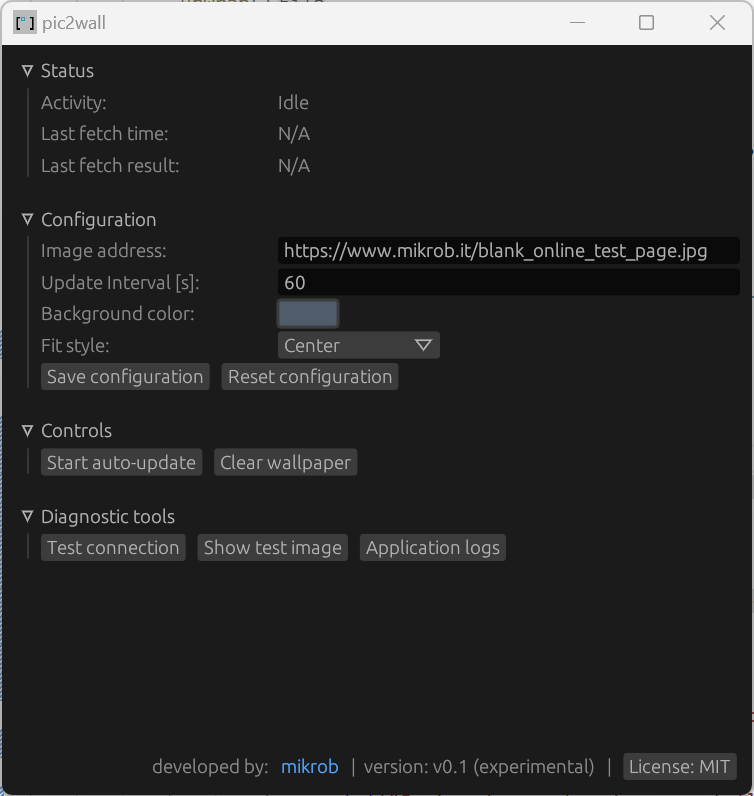 pic2wall
Status
Activity: Idle
Last fetch time: N/A
Last fetch result: N/A
Configuration
Image address: https://www.mikrob.it/blank_online_test_page.jpg
Update Interval [s]: 60
Background color:
Fit style: Center
Save configuration Reset configuration
Controls
Start auto-update Clear wallpaper
Diagnostic tools
Test connection Show test image Application logs
developed by: mikrob | version: v0.1 (experimental) | License: MIT